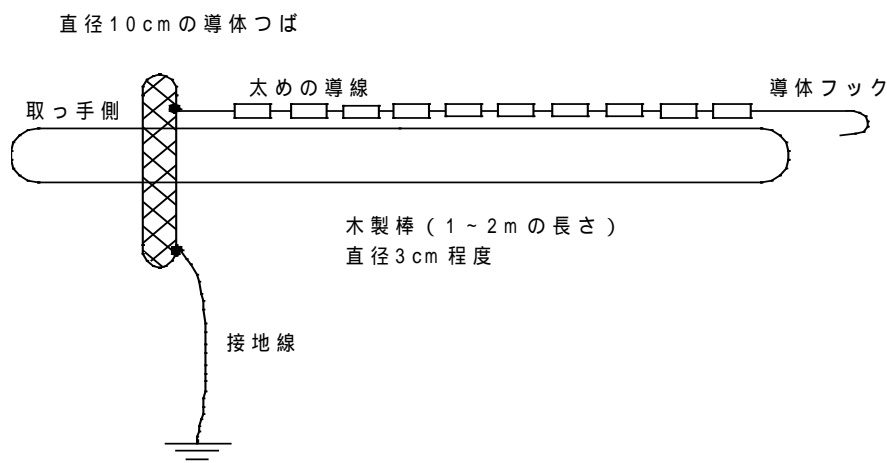 直径10cmの導体つば
太めの導線
導体フック
取っ手側
木製棒（1~2mの長さ）
直径3cm程度
接地線